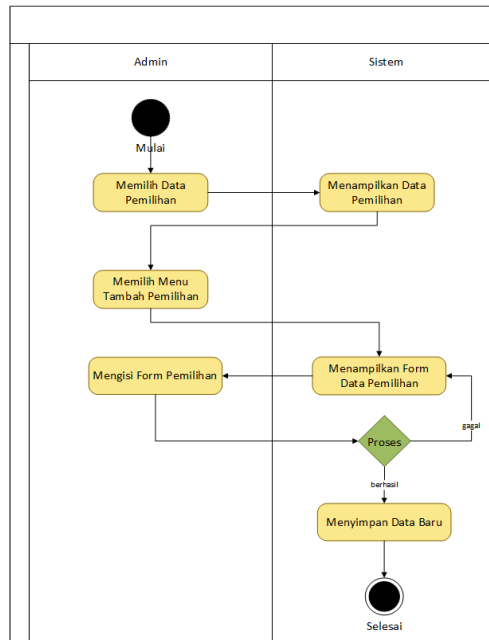 Admin
Sistem
Mulai
Memilih Data
Pemilihan
Menampilkan Data
Pemilihan
Memilih Menu
Tambah Pemilihan
Mengisi Form Pemilihan
Menampilkan Form
Data Pemilihan
gagal
Proses
berhasil
Menyimpan Data Baru
Selesai